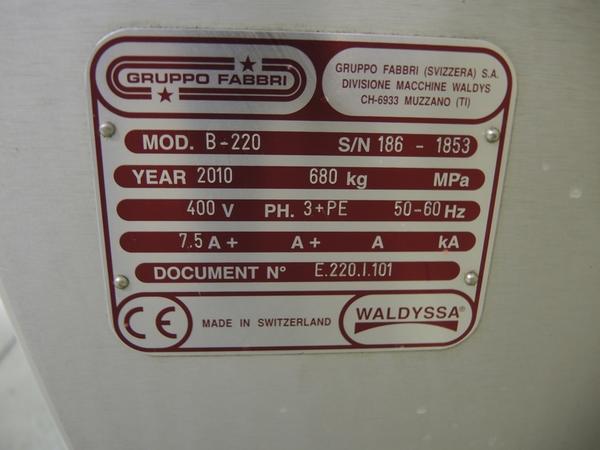 GRUPPO FABBRI
GRUPPO FABBRI (SVIZZERA) S.A.
DIVISIONE MACCHINE WALDYS
CH-6933 MUZZANO (TI)
MOD. B-220 S/N 186 - 1853
YEAR 2010 680 kg MPa
400 V PH. 3+PE 50-60 Hz
7.5 A + A + A kA
DOCUMENT N° E.220.I.101
CE MADE IN SWITZERLAND WALDYSSA®